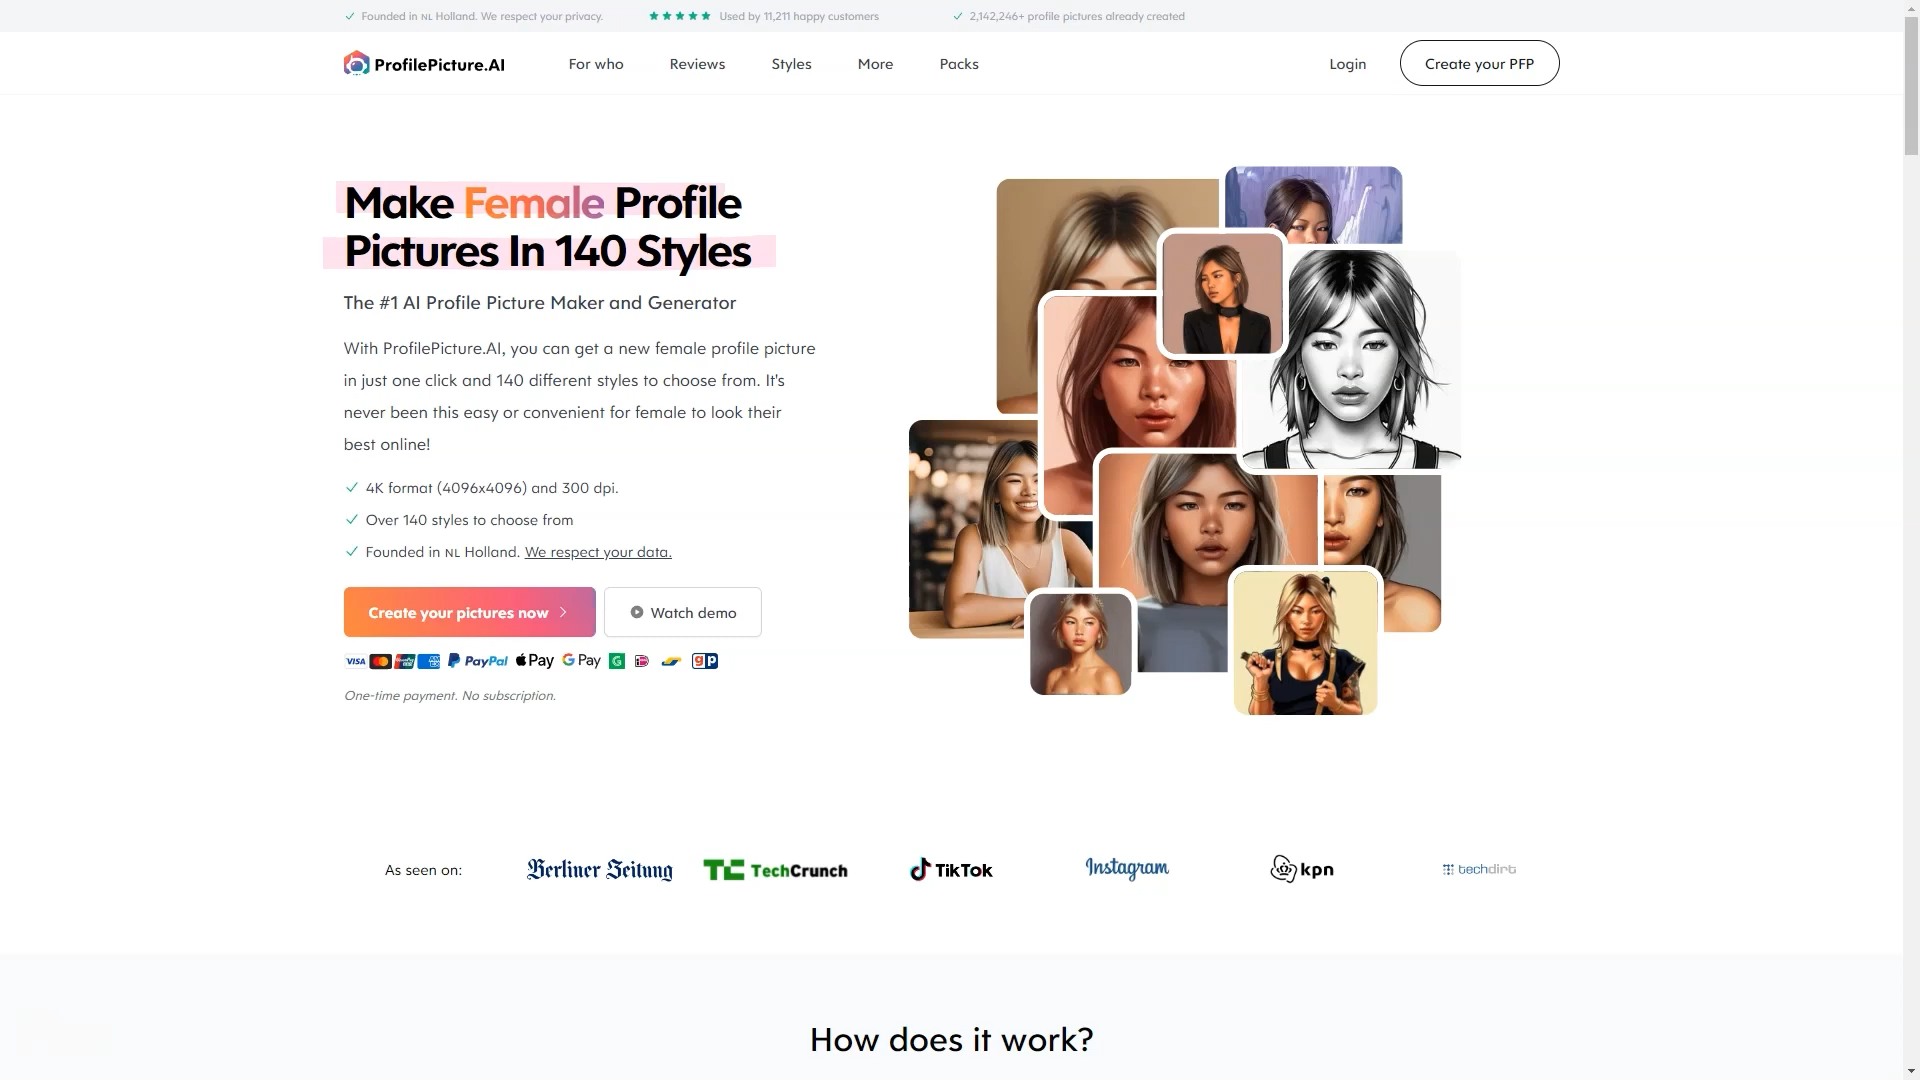 Founded in NL Holland. We respect your privacy.
Used by 11,211 happy customers
2,142,246+ profile pictures already created
ProfilePicture.AI
For who
Reviews
Styles
More
Packs
Login
Create your PFP
Make Female Profile
Pictures In 140 Styles
The #1 AI Profile Picture Maker and Generator
With ProfilePicture.AI, you can get a new female profile picture
in just one click and 140 different styles to choose from. It's
never been this easy or convenient for female to look their
best online!
4K format (4096x4096) and 300 dpi.
Over 140 styles to choose from
Founded in NL Holland. We respect your data.
Create your pictures now
Watch demo
VISA PayPal Pay G Pay G gp
One-time payment. No subscription.
As seen on:
Berliner Zeitung
TC TechCrunch
TikTok
Instagram
kpn
techdirt
How does it work?